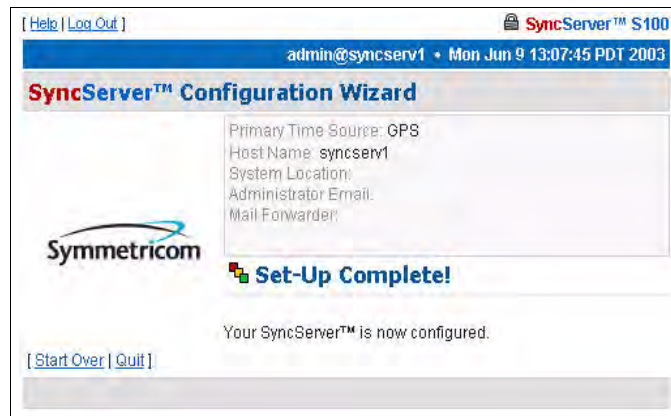 [ Help | Log Out ]
SyncServer™ S100
admin@syncserv1 • Mon Jun 9 13:07:45 PDT 2003
SyncServer™ Configuration Wizard
Primary Time Source: GPS
Host Name: syncserv1
System Location:
Administrator Email:
Mail Forwarder:
Symmetricom
Set-Up Complete!
Your SyncServer™ is now configured.
[ Start Over | Quit ]